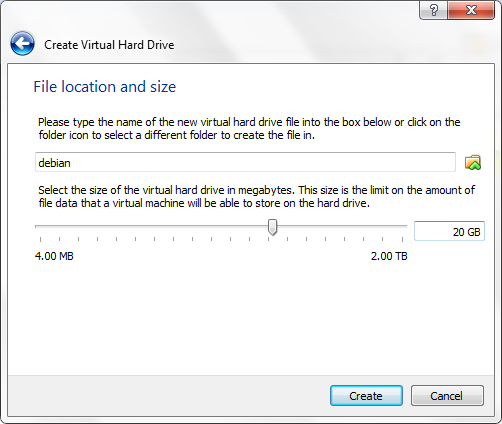 Create Virtual Hard Drive
File location and size
Please type the name of the new virtual hard drive file into the box below or click on the
folder icon to select a different folder to create the file in.
debian
Select the size of the virtual hard drive in megabytes. This size is the limit on the amount of
file data that a virtual machine will be able to store on the hard drive.
20 GB
4.00 MB 2.00 TB
Create Cancel